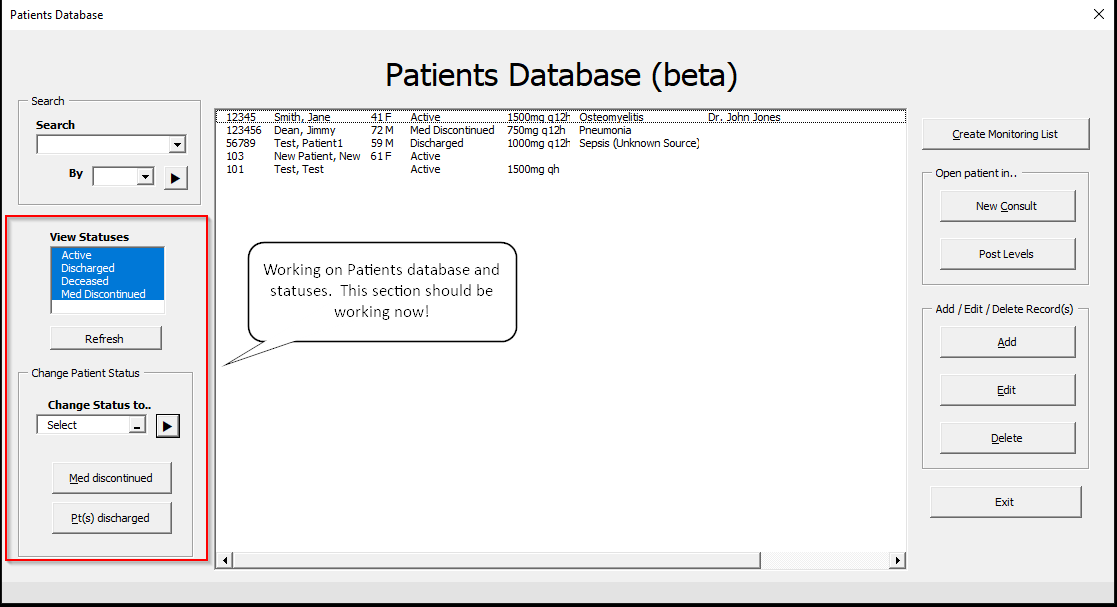 Patients Database
Patients Database (beta)
Search
Search
By
View Statuses
Active
Discharged
Deceased
Med Discontinued
Refresh
Change Patient Status
Change Status to..
Select
Med discontinued
Pt(s) discharged
12345 Smith, Jane 41 F Active 1500mg q12h Osteomyelitis Dr. John Jones
123456 Dean, Jimmy 72 M Med Discontinued 750mg q12h Pneumonia
56789 Test, Patient1 59 M Discharged 1000mg q12h Sepsis (Unknown Source)
103 New Patient, New 61 F Active
101 Test, Test Active 1500mg qh
Working on Patients database and
statuses. This section should be
working now!
Create Monitoring List
Open patient in..
New Consult
Post Levels
Add / Edit / Delete Record(s)
Add
Edit
Delete
Exit